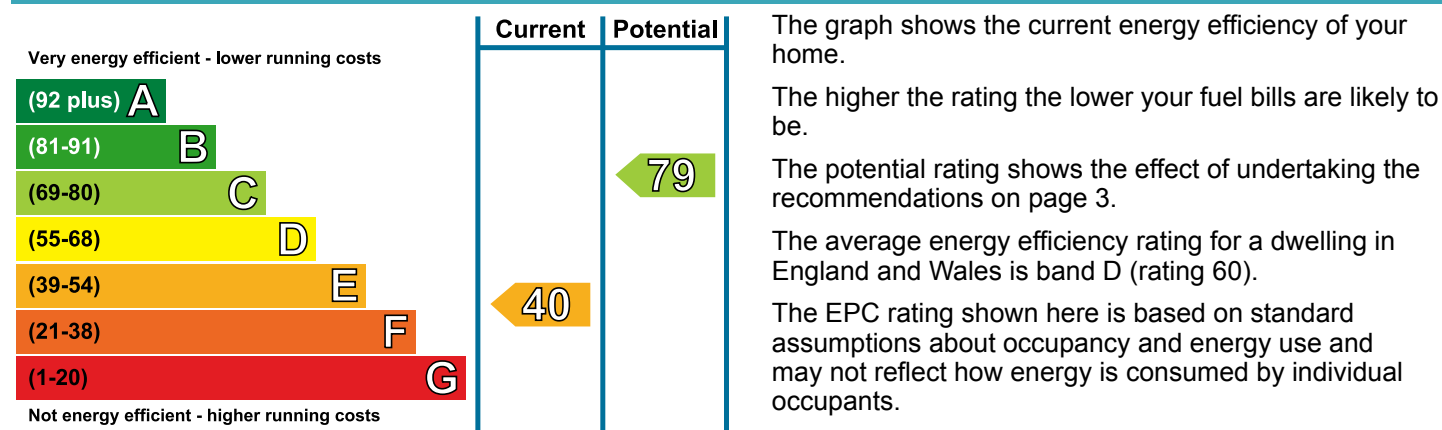 Current Potential
Very energy efficient - lower running costs
(92 plus) A
(81-91) B
(69-80) C
(55-68) D
(39-54) E
(21-38) F
(1-20) G
Not energy efficient - higher running costs
79
40
The graph shows the current energy efficiency of your
home.
The higher the rating the lower your fuel bills are likely to
be.
The potential rating shows the effect of undertaking the
recommendations on page 3.
The average energy efficiency rating for a dwelling in
England and Wales is band D (rating 60).
The EPC rating shown here is based on standard
assumptions about occupancy and energy use and
may not reflect how energy is consumed by individual
occupants.